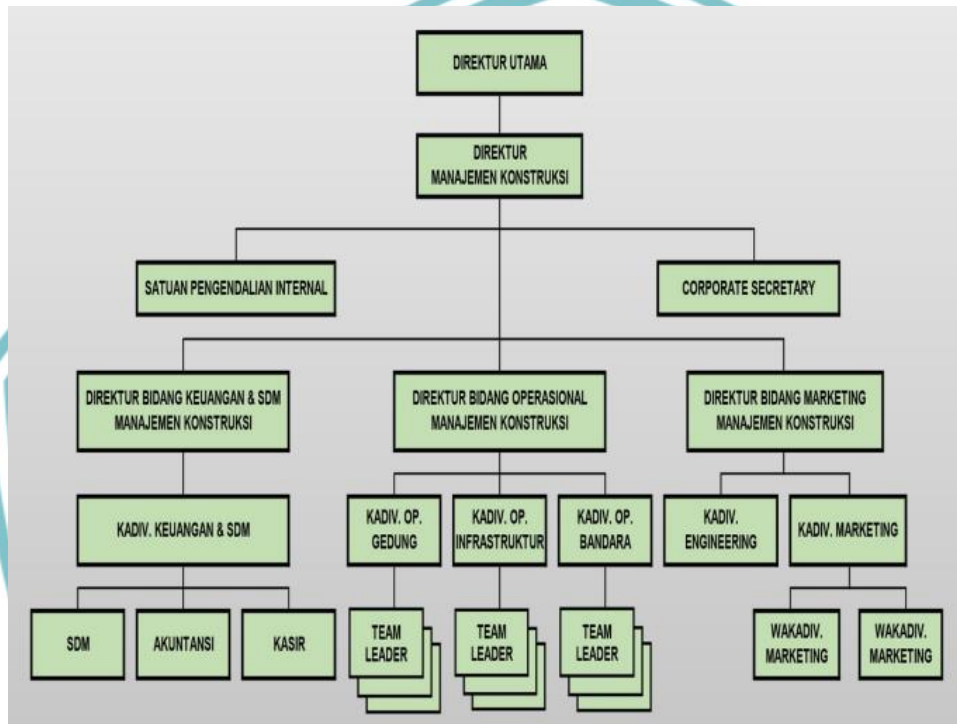 DIREKTUR UTAMA
DIREKTUR
MANAJEMEN KONSTRUKSI
SATUAN PENGENDALIAN INTERNAL
CORPORATE SECRETARY
DIREKTUR BIDANG KEUANGAN & SDM
MANAJEMEN KONSTRUKSI
DIREKTUR BIDANG OPERASIONAL
MANAJEMEN KONSTRUKSI
DIREKTUR BIDANG MARKETING
MANAJEMEN KONSTRUKSI
KADIV. KEUANGAN & SDM
KADIV. OP.
GEDUNG
KADIV. OP.
INFRASTRUKTUR
KADIV. OP.
BANDARA
KADIV.
ENGINEERING
KADIV. MARKETING
SDM
AKUNTANSI
KASIR
TEAM
LEADER
TEAM
LEADER
TEAM
LEADER
WAKADIV.
MARKETING
WAKADIV.
MARKETING